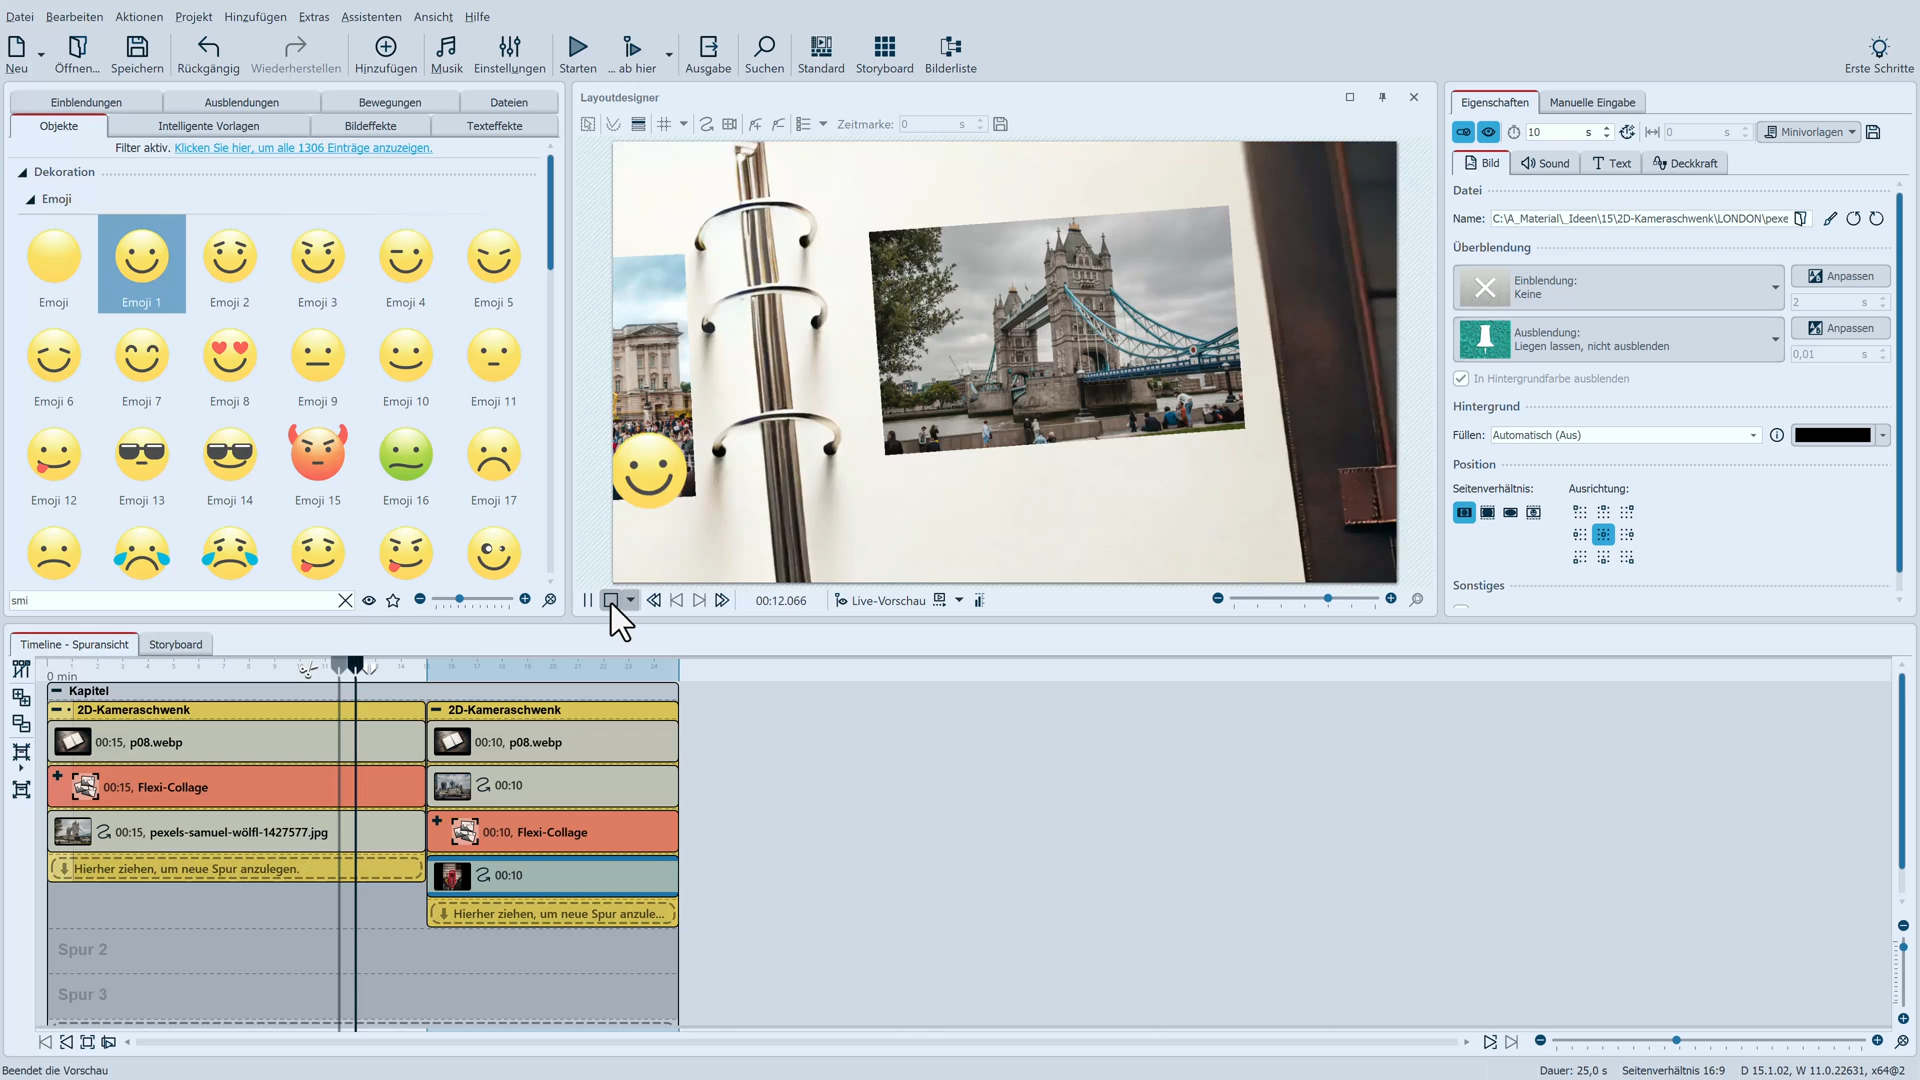 Datei Bearbeiten Aktionen Projekt Hinzufügen Extras Assistenten Ansicht Hilfe
Neu Öffnen... Speichern Rückgängig Wiederherstellen Hinzufügen Musik Einstellungen Starten ... ab hier Ausgabe Suchen Standard Storyboard Bilderliste Erste Schritte
Einblendungen Ausblendungen Bewegungen Dateien
Objekte Intelligente Vorlagen Bildeffekte Texteffekte
Filter aktiv. Klicken Sie hier, um alle 1306 Einträge anzuzeigen.
Dekoration
Emoji
Emoji Emoji 1 Emoji 2 Emoji 3 Emoji 4 Emoji 5
Emoji 6 Emoji 7 Emoji 8 Emoji 9 Emoji 10 Emoji 11
Emoji 12 Emoji 13 Emoji 14 Emoji 15 Emoji 16 Emoji 17
smi
Layoutdesigner
Zeitmarke: 0 s
00:12.066 Live-Vorschau
Eigenschaften Manuelle Eingabe
10 s 0 s Minivorlagen
Bild Sound Text Deckkraft
Datei
Name: C:\A_Material\_Ideen\15\2D-Kameraschwenk\LONDON\pexe
Überblendung
Einblendung:
Keine
Anpassen
2 s
Ausblendung:
Liegen lassen, nicht ausblenden
Anpassen
0,01 s
In Hintergrundfarbe ausblenden
Hintergrund
Füllen: Automatisch (Aus)
Position
Seitenverhältnis: Ausrichtung:
Sonstiges
Timeline - Spuransicht Storyboard
0 min
Kapitel
2D-Kameraschwenk 2D-Kameraschwenk
00:15, p08.webp 00:10, p08.webp
00:15, Flexi-Collage 00:10
00:15, pexels-samuel-wölfl-1427577.jpg 00:10, Flexi-Collage
Hierher ziehen, um neue Spur anzulegen. 00:10
Hierher ziehen, um neue Spur anzule...
Spur 2
Spur 3
Beendet die Vorschau Dauer: 25,0 s Seitenverhältnis 16:9 D 15.1.02, W 11.0.22631, x64@2